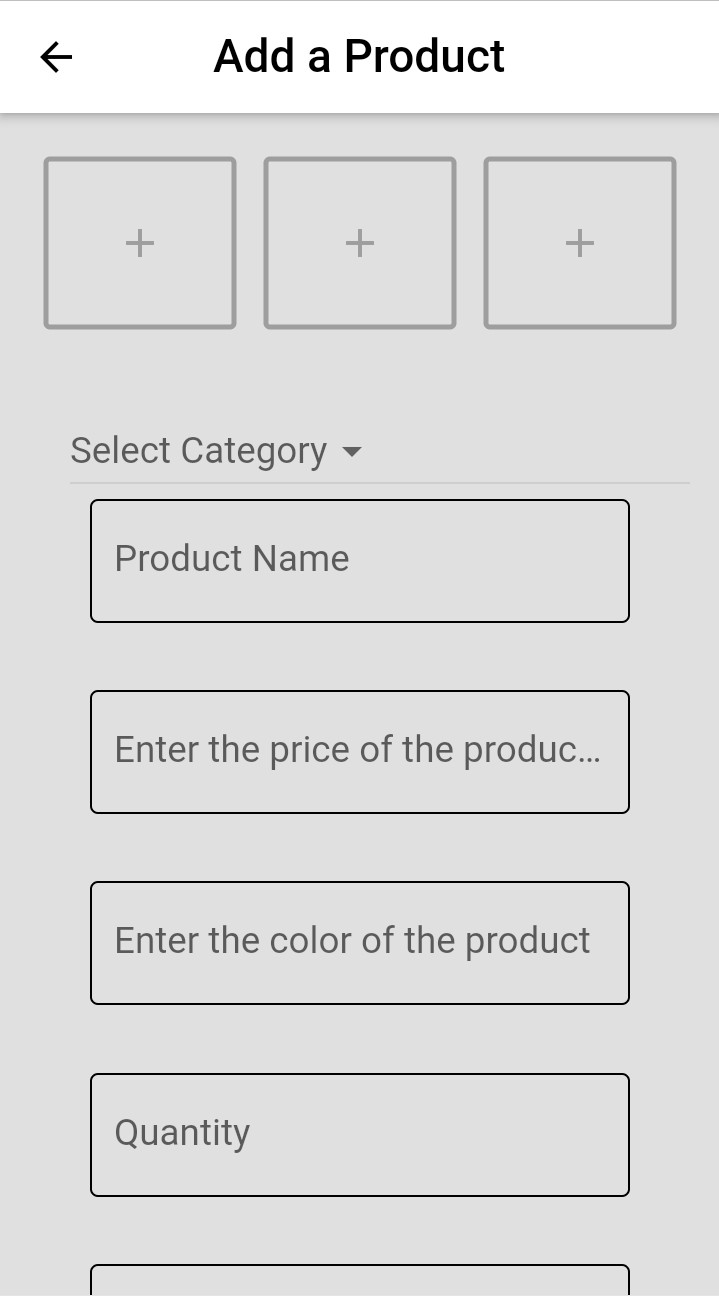 Add a Product
Select Category
Product Name
Enter the price of the produc...
Enter the color of the product
Quantity